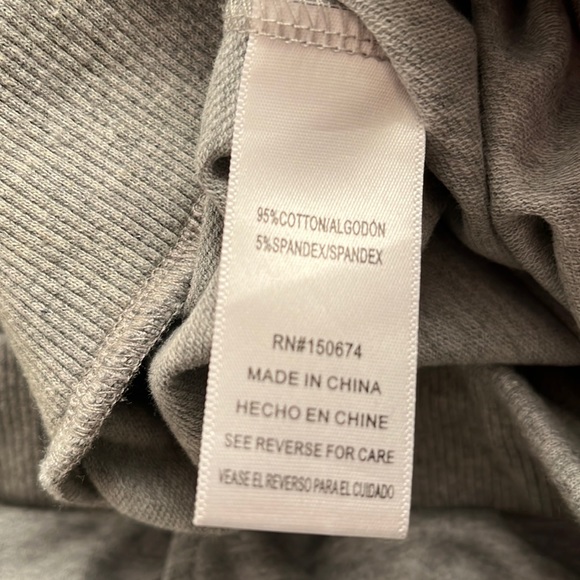 95%COTTON/ALGODÓN
5%SPANDEX/SPANDEX
RN#150674
MADE IN CHINA
HECHO EN CHINE
SEE REVERSE FOR CARE
VEASE EL REVERSO PARA EL CUIDADO